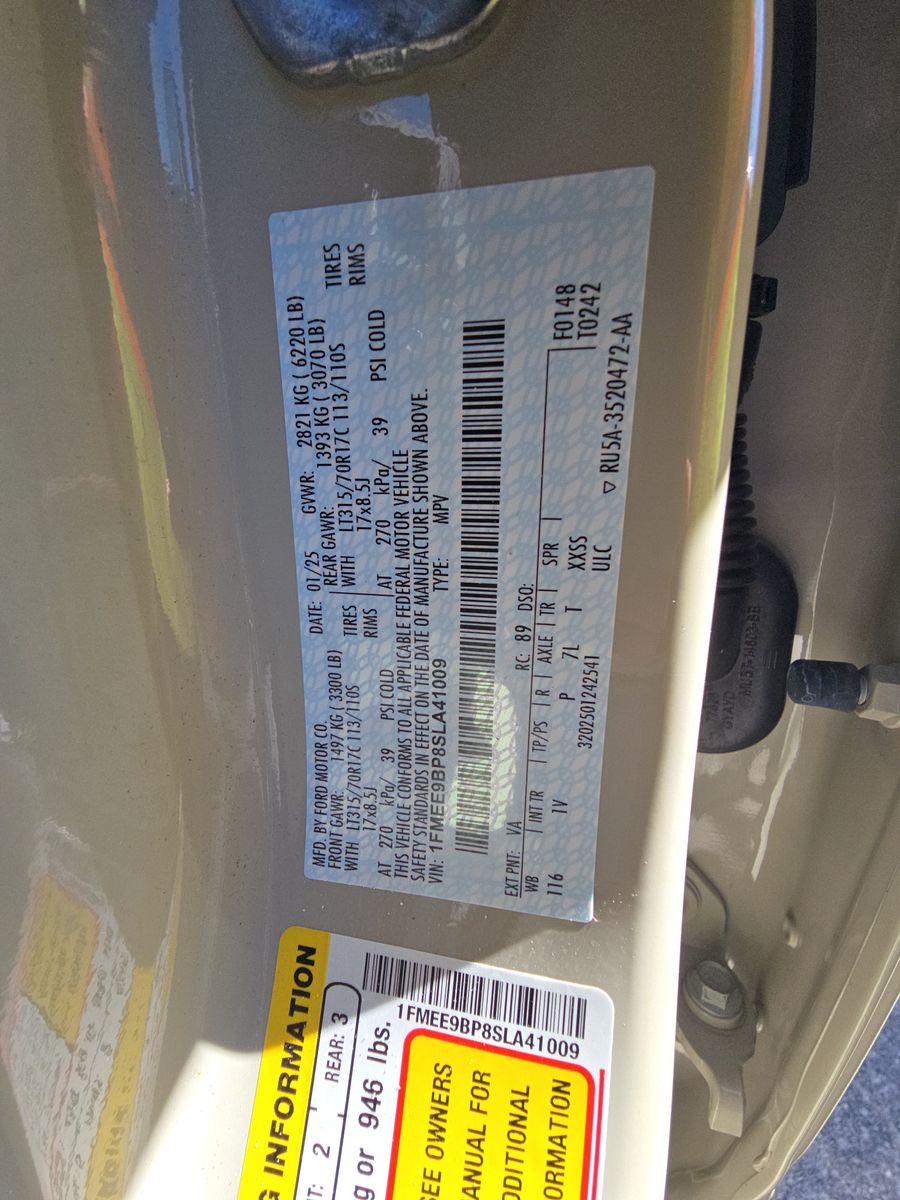 MFD. BY FORD MOTOR CO.
DATE: 01/25 GVWR: 2821 KG ( 6220 LB)
FRONT GAWR: 1497 KG ( 3300 LB) REAR GAWR: 1393 KG ( 3070 LB)
WITH LT315/70R17C 113/110S TIRES WITH LT315/70R17C 113/110S TIRES
17x8.5J RIMS 17x8.5J RIMS
AT 270 kPa/ 39 PSI COLD AT 270 kPa/ 39 PSI COLD
THIS VEHICLE CONFORMS TO ALL APPLICABLE FEDERAL MOTOR VEHICLE
SAFETY STANDARDS IN EFFECT ON THE DATE OF MANUFACTURE SHOWN ABOVE.
VIN: 1FMEE9BP8SLA41009 TYPE: MPV
EXT PNT: VA RC: 89 DSO: F0148
WB INT TR TP/PS R AXLE TR SPR T0242
116 1V P 7L T XXSS
3202501242541 ULC
▽ RU5A-3520472-AA
G INFORMATION
T: 2 REAR: 3
g or 946 lbs.
1FMEE9BP8SLA41009
SEE OWNERS
MANUAL FOR
ADDITIONAL
INFORMATION